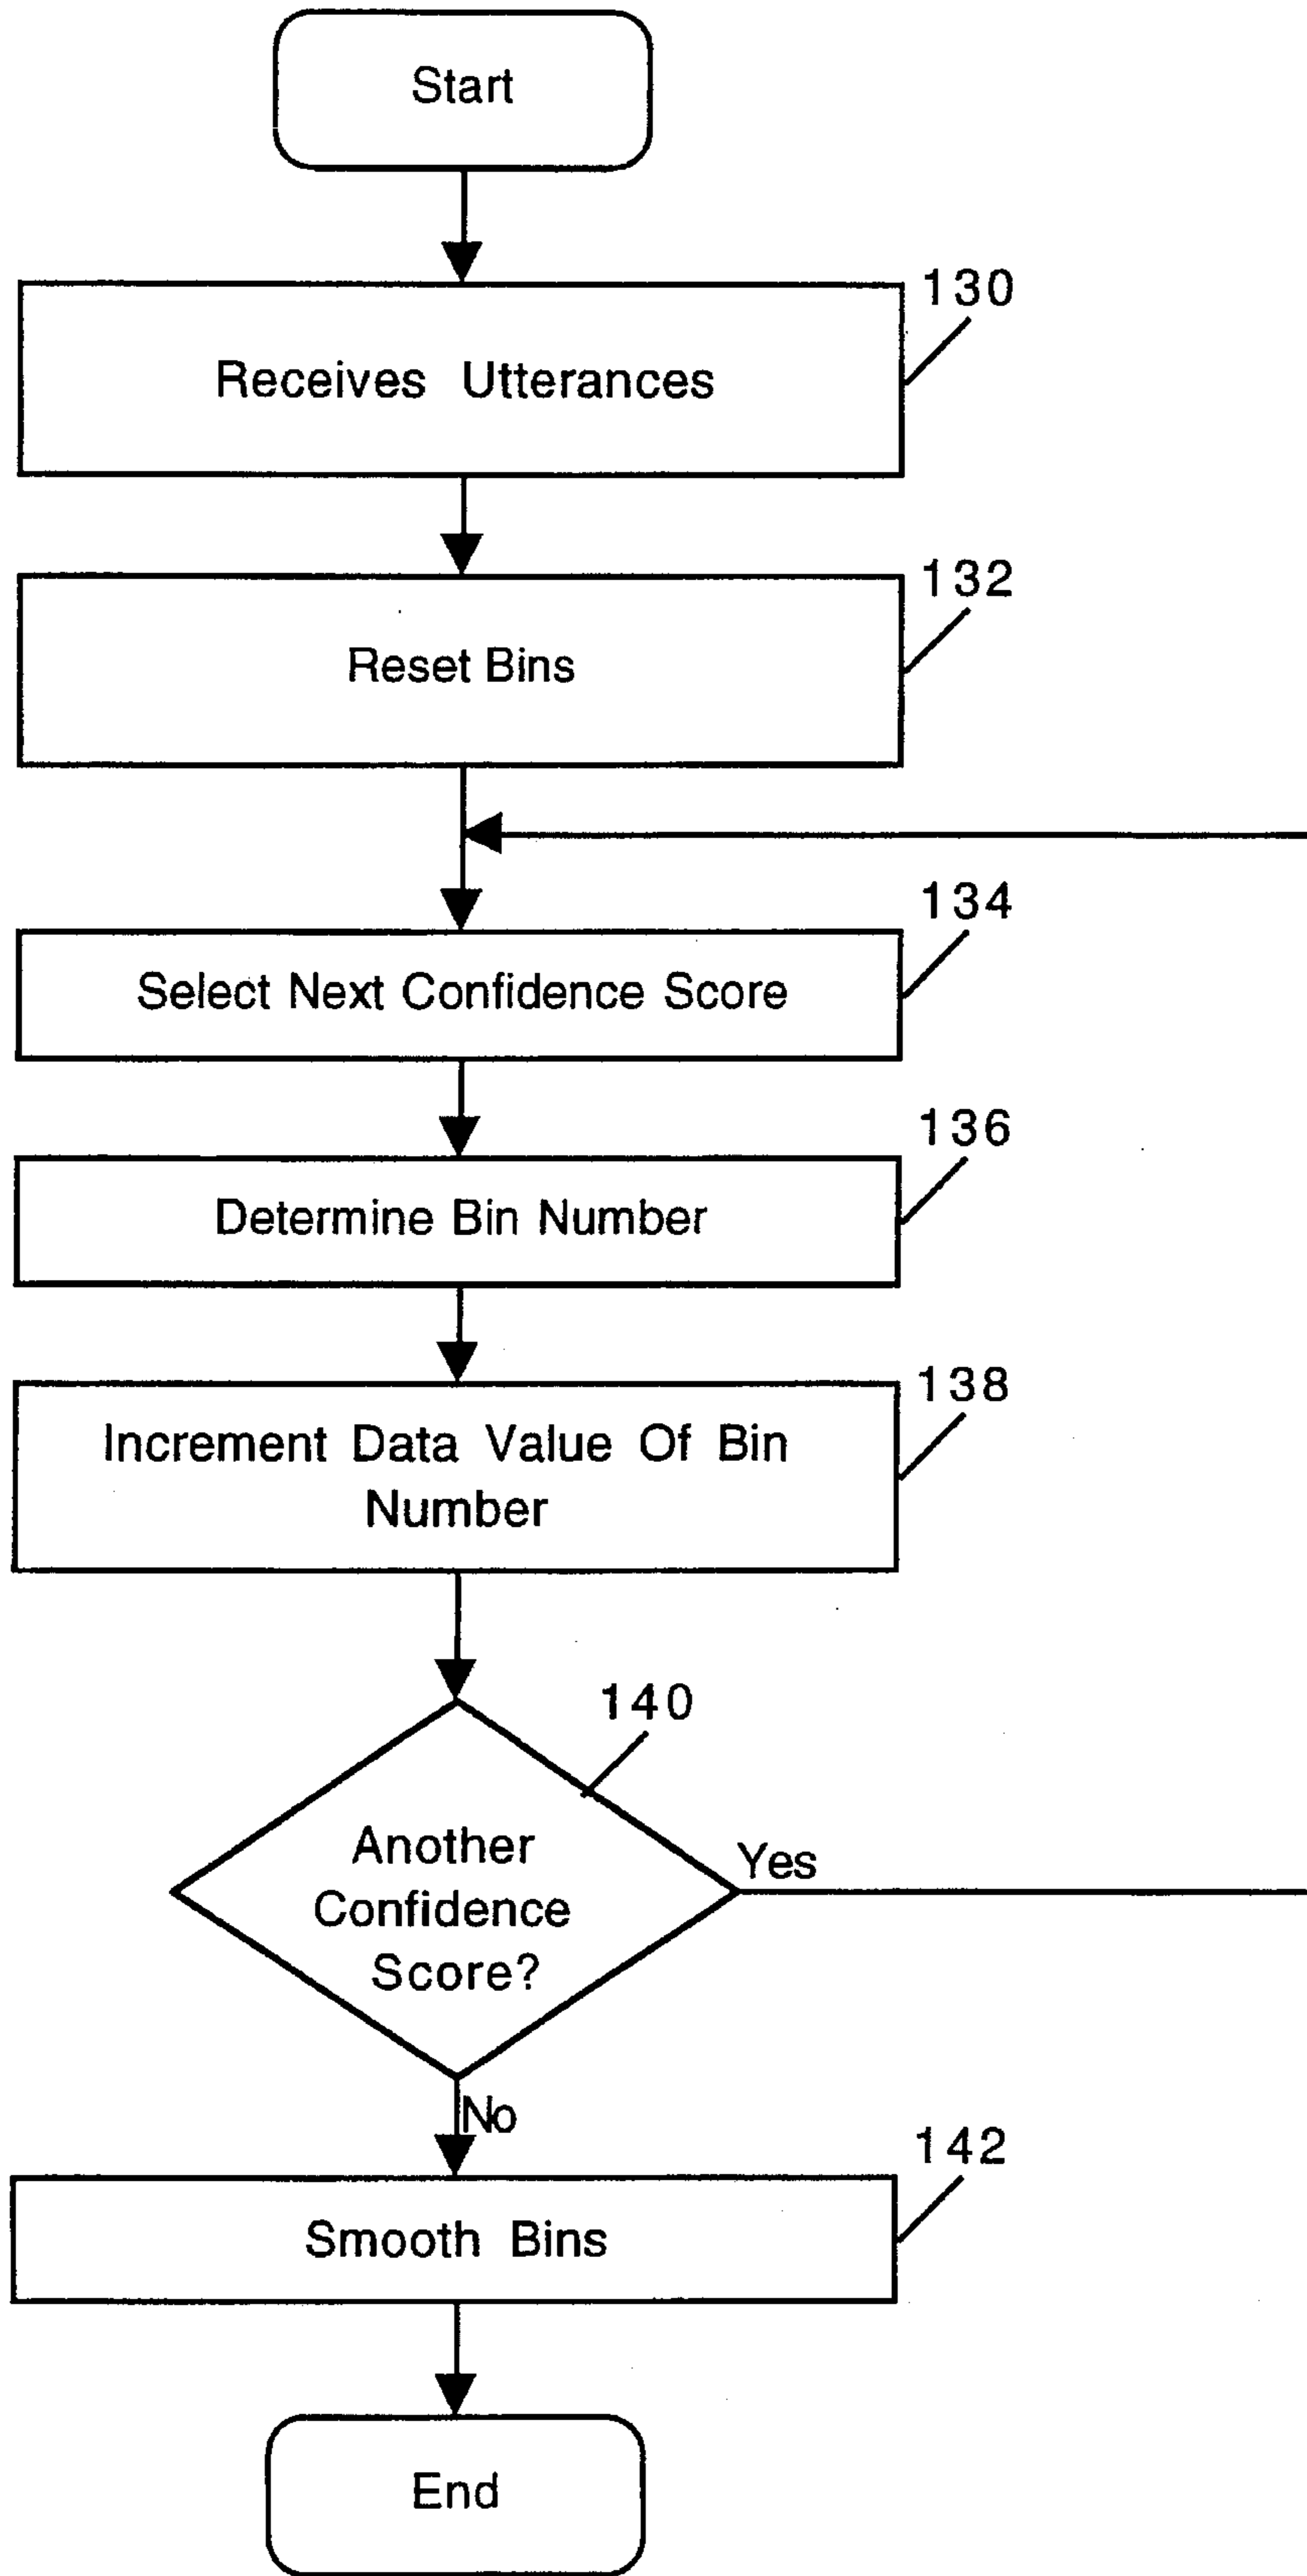 Start
130
Receives Utterances
132
Reset Bins
134
Select Next Confidence Score
136
Determine Bin Number
138
Increment Data Value Of Bin
Number
140
Another
Confidence
Score?
Yes
No
142
Smooth Bins
End